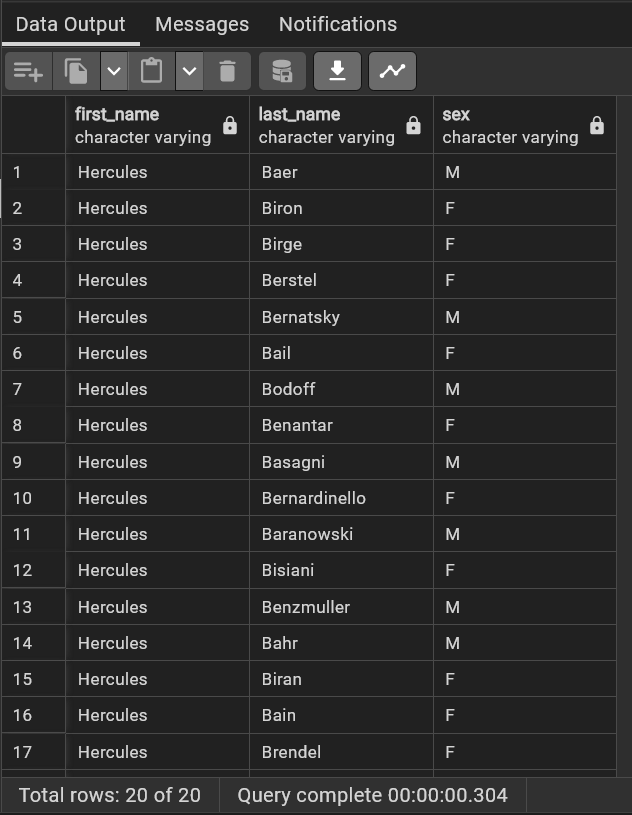 Data Output Messages Notifications
first_name last_name sex
character varying character varying character varying
1 Hercules Baer M
2 Hercules Biron F
3 Hercules Birge F
4 Hercules Berstel F
5 Hercules Bernatsky M
6 Hercules Bail F
7 Hercules Bodoff M
8 Hercules Benantar F
9 Hercules Basagni M
10 Hercules Bernardinello F
11 Hercules Baranowski M
12 Hercules Bisiani F
13 Hercules Benzmuller M
14 Hercules Bahr M
15 Hercules Biran F
16 Hercules Bain F
17 Hercules Brendel F
Total rows: 20 of 20 Query complete 00:00:00.304